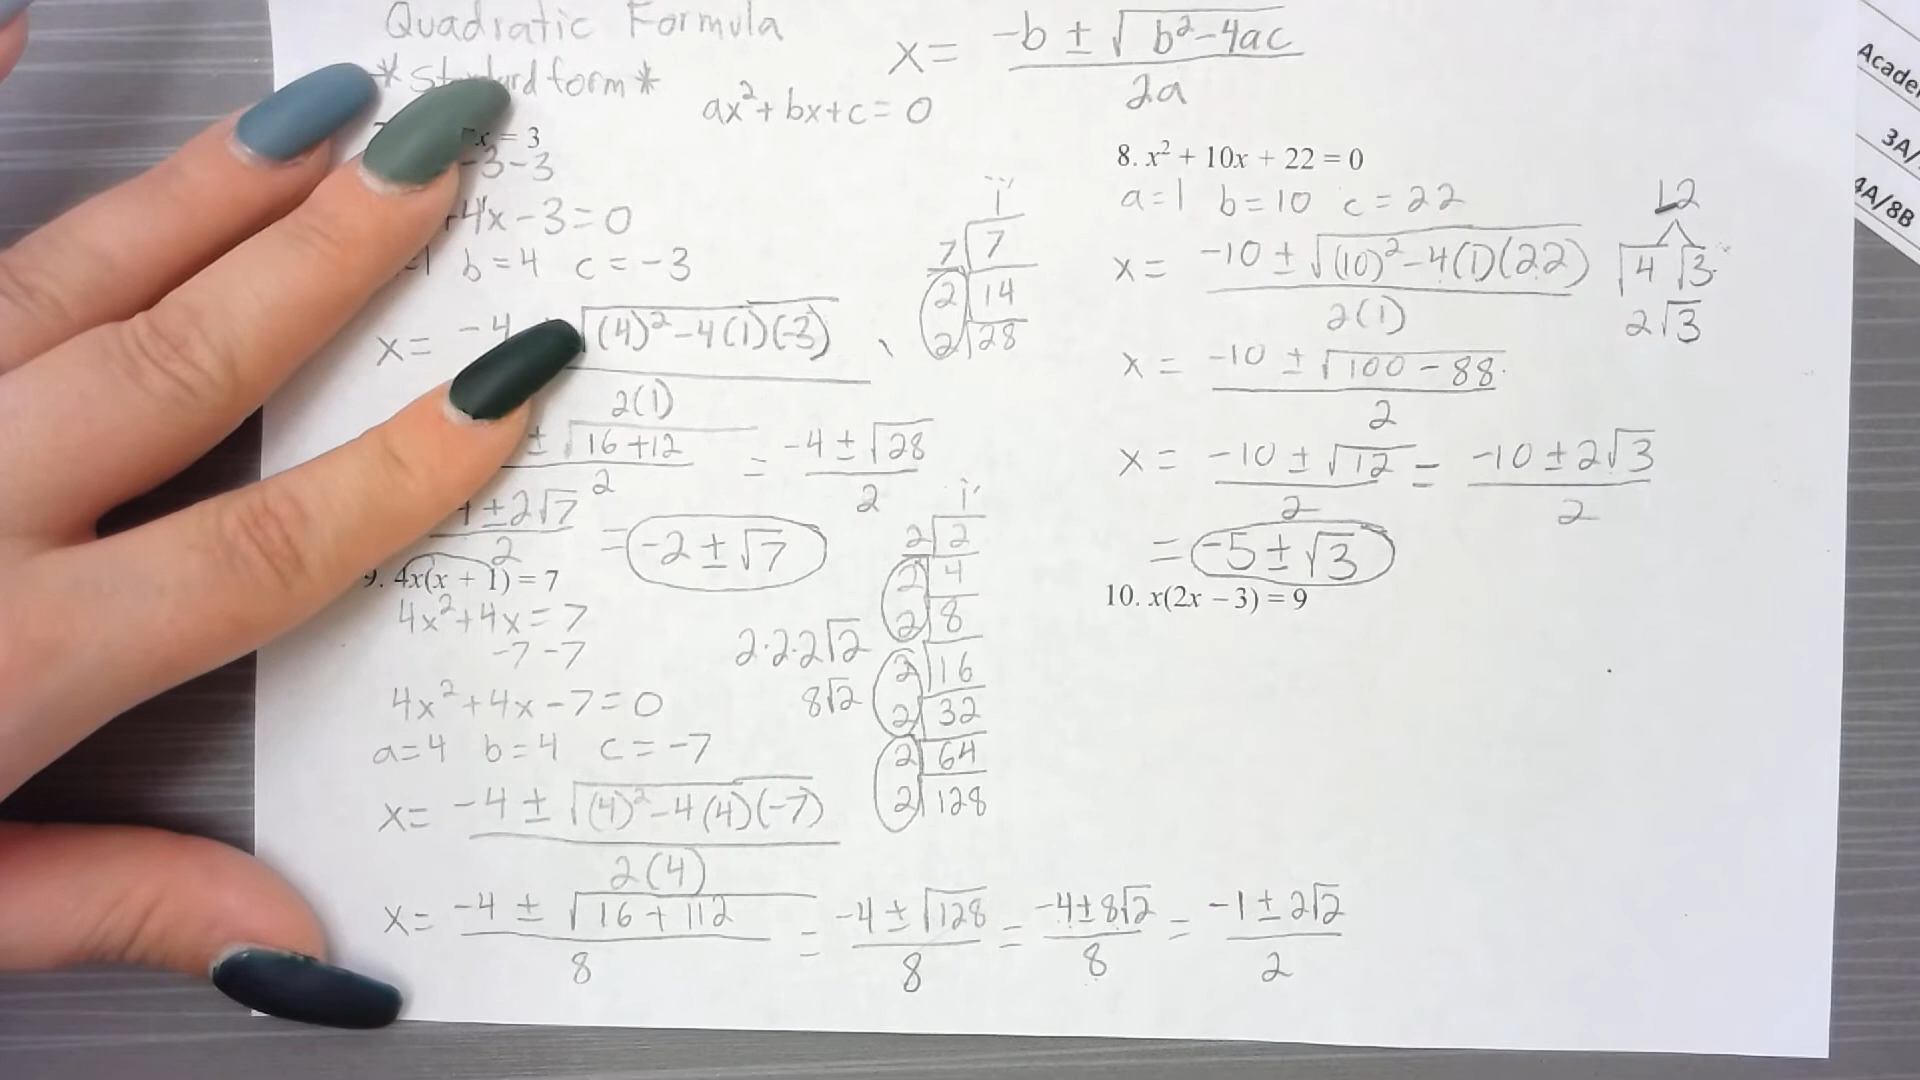 Quadratic Formula
x = -b ± √b²-4ac / 2a
*Standard form*
ax²+bx+c=0
x = 3
-3-3
+4x-3=0
b=4 c=-3
x= -4 √(4)²-4(1)(-3) / 2(1)
± √16+12 / 2 = -4±√28 / 2
±2√7 / 2 = -2±√7
1
7 7
2 14
2 28
8. x² + 10x + 22 = 0
a=1 b=10 c=22
x= -10 ± √(10)²-4(1)(22) / 2(1)
x = -10 ± √100-88 / 2
x = -10 ± √12 / 2 = -10±2√3 / 2
= -5±√3
12
√4 √3
2√3
9. 4x(x + 1) = 7
4x²+4x=7
-7 -7
4x²+4x-7=0
a=4 b=4 c=-7
x= -4 ± √(4)²-4(4)(-7) / 2(4)
x= -4 ± √16+112 / 8 = -4±√128 / 8 = -4±8√2 / 8 = -1±2√2 / 2
2·2·2√2
8√2
1
2 2
2 4
2 8
2 16
2 32
2 64
2 128
10. x(2x − 3) = 9
3A/
4A/8B